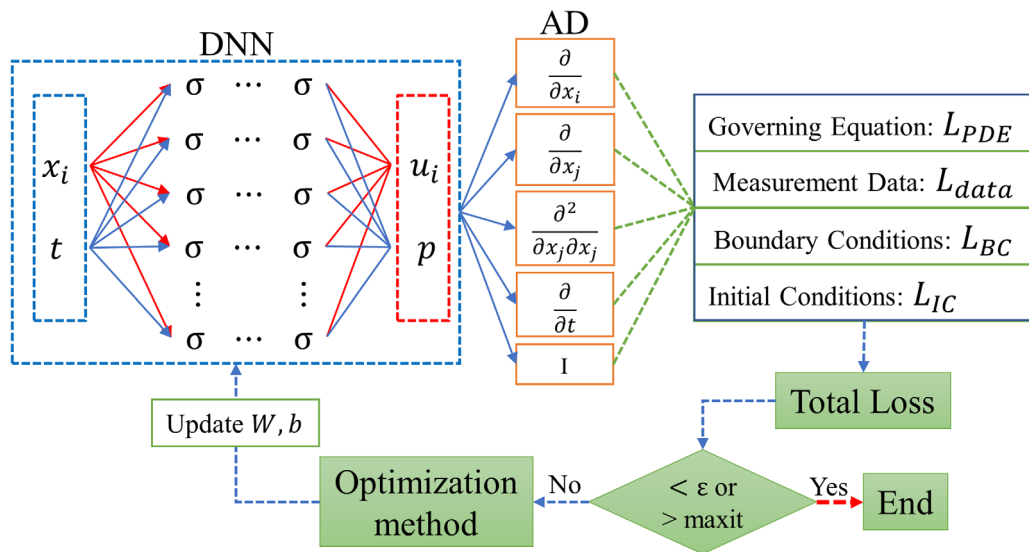 DNN
AD
x_i
t
σ ⋯ σ
σ ⋯ σ
σ ⋯ σ
σ ⋯ σ
⋮ ⋮
σ ⋯ σ
u_i
p
∂/∂x_i
∂/∂x_j
∂²/∂x_j∂x_j
∂/∂t
I
Governing Equation: L_PDE
Measurement Data: L_data
Boundary Conditions: L_BC
Initial Conditions: L_IC
Total Loss
< ε or
> maxit
Yes
End
No
Optimization
method
Update W, b